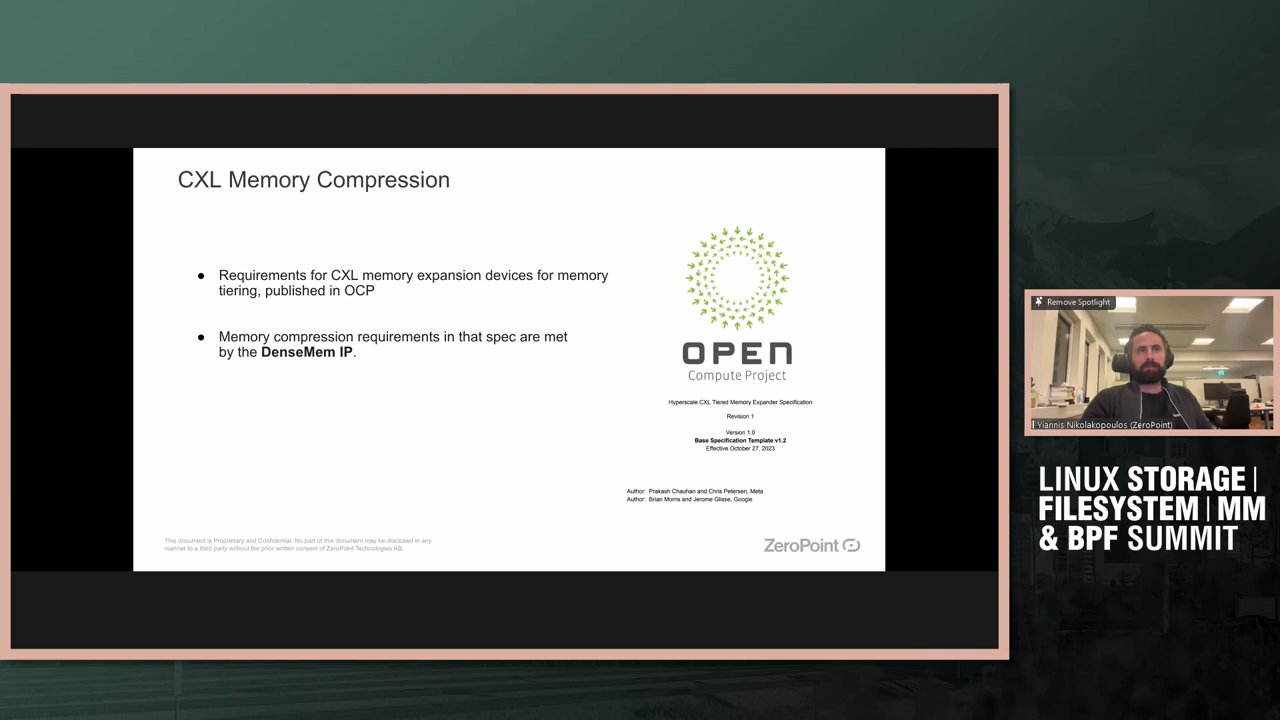 CXL Memory Compression
● Requirements for CXL memory expansion devices for memory
tiering, published in OCP
● Memory compression requirements in that spec are met
by the DenseMem IP.
OPEN
Compute Project
Hyperscale CXL Tiered Memory Expander Specification
Revision 1
Version 1.0
Base Specification Template v1.2
Effective October 27, 2023
Author: Prakash Chauhan and Chris Petersen, Meta
Author: Brian Morris and Jerome Glisse, Google
This document is Proprietary and Confidential. No part of this document may be disclosed in any
manner to a third party without the prior written consent of ZeroPoint Technologies AB.
ZeroPoint
Remove Spotlight
Yiannis Nikolakopoulos (ZeroPoint)
LINUX STORAGE |
FILESYSTEM | MM
& BPF SUMMIT